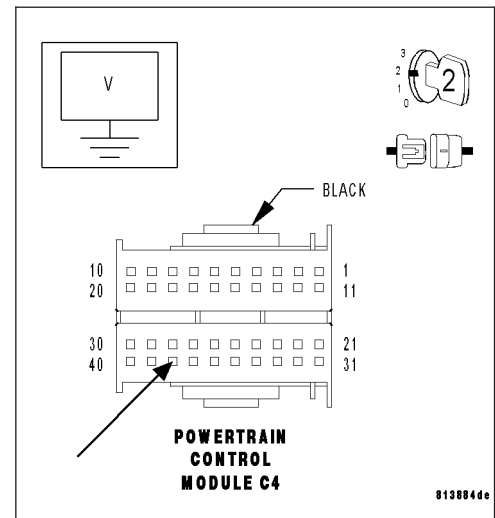 V
3
2
1
0
2
BLACK
10 1
20 11
30 21
40 31
POWERTRAIN
CONTROL
MODULE C4
813884de